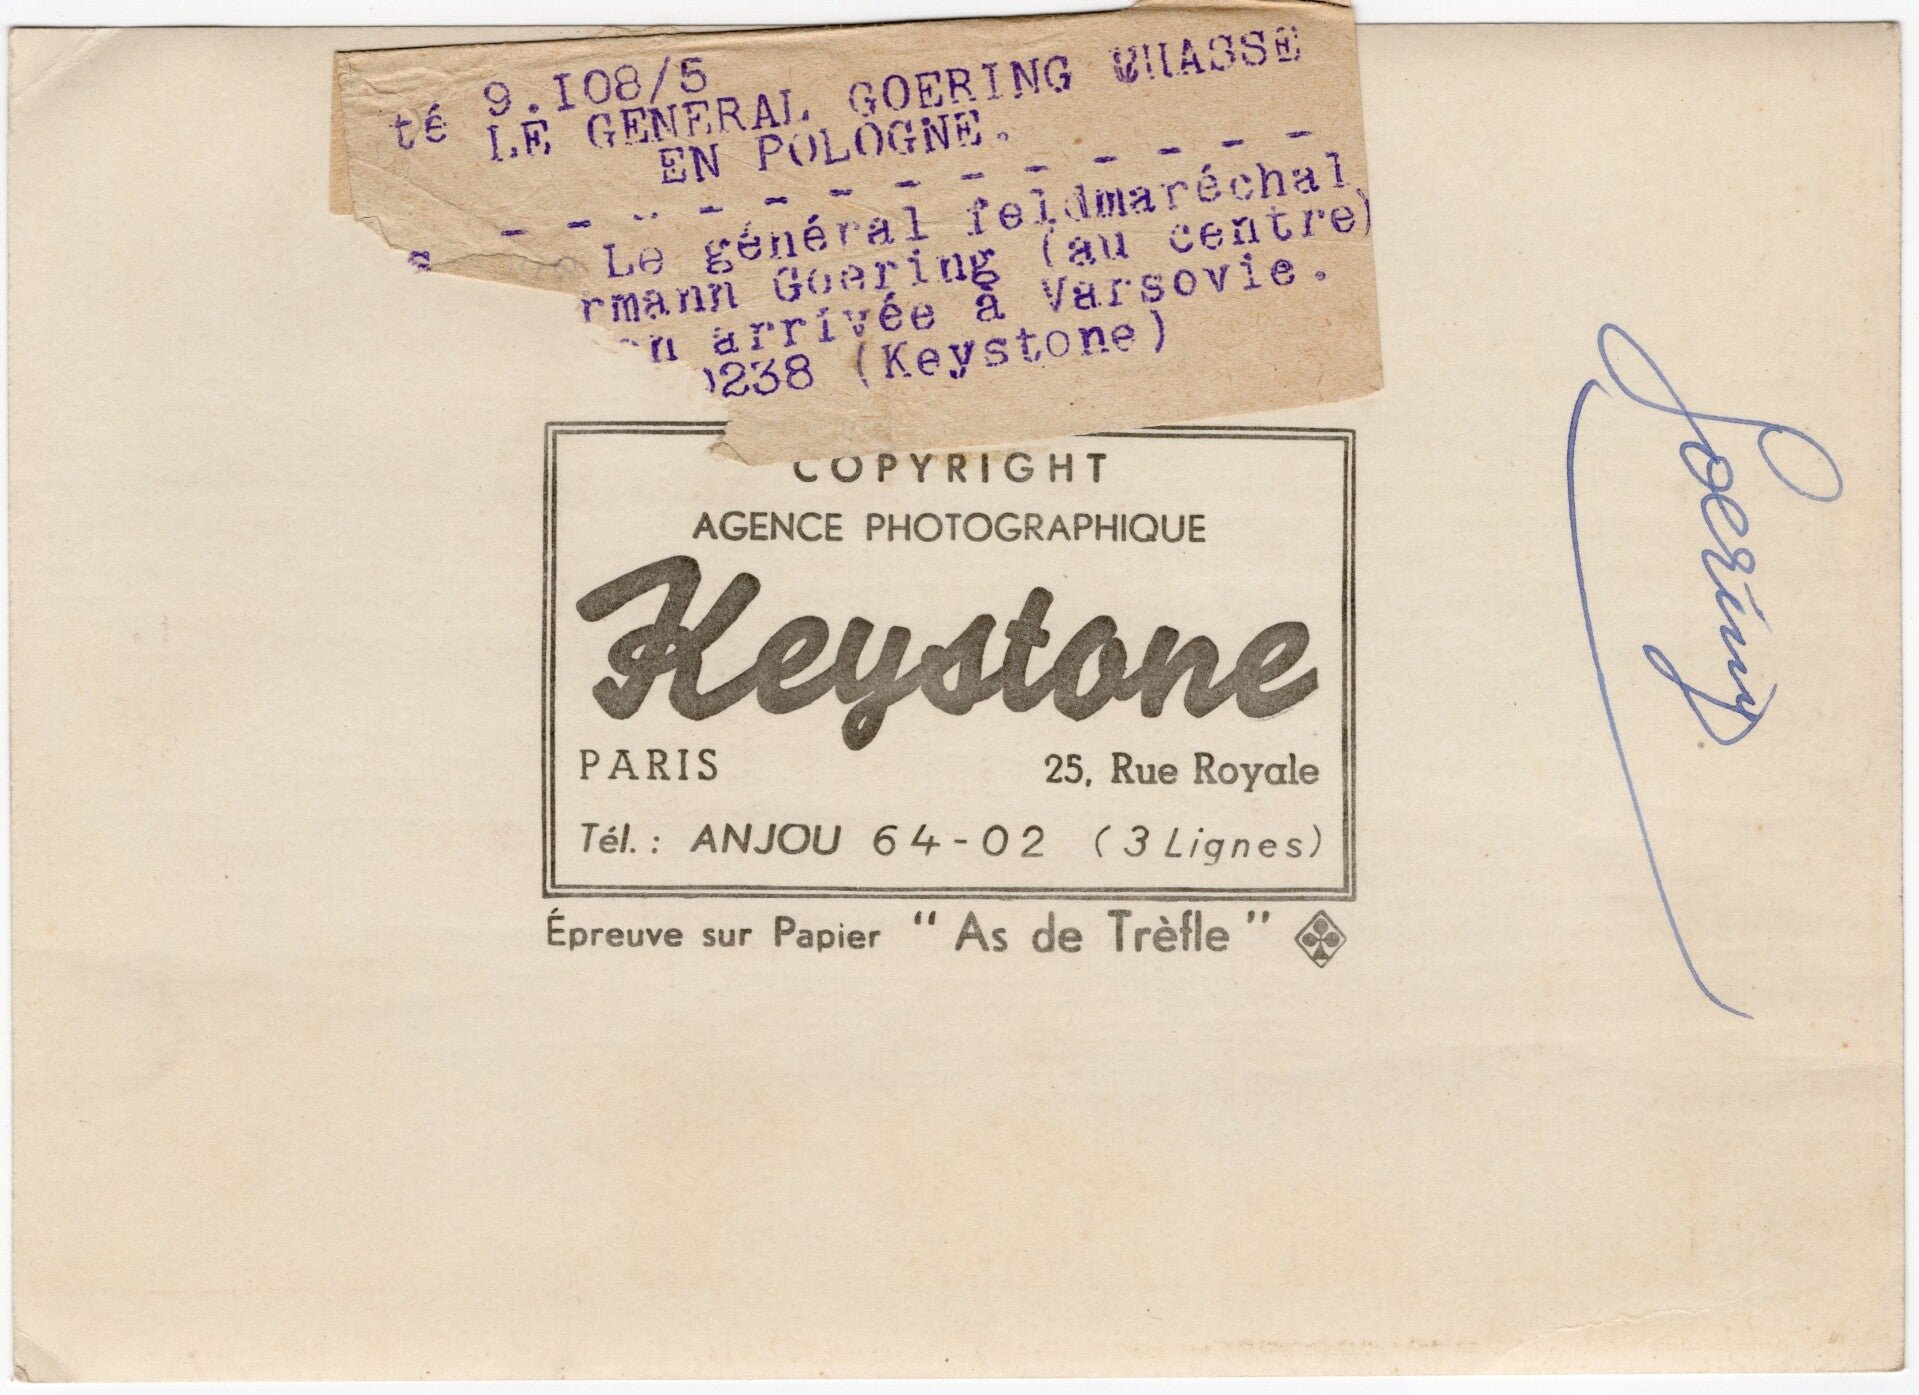 9.I08/5
té LE GENERAL GOERING CHASSE
EN POLOGNE.
- - - - - - - - - - - - -
Le général feldmaréchal
rmann Goering (au centre)
arrivée à Varsovie.
0238 (Keystone)
COPYRIGHT
AGENCE PHOTOGRAPHIQUE
Keystone
PARIS 25, Rue Royale
Tél. : ANJOU 64-02 (3 Lignes)
Épreuve sur Papier "As de Trèfle"
Goering